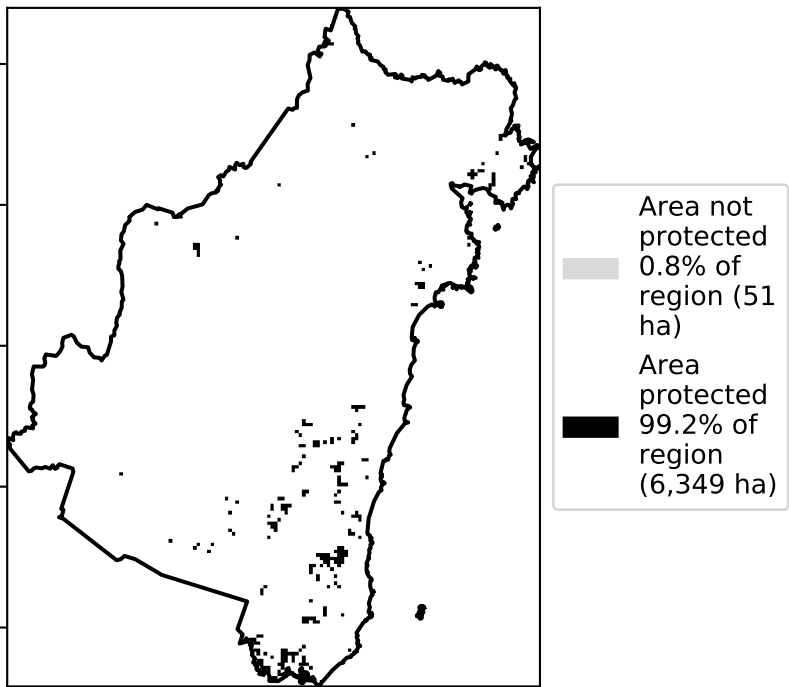 Area not
protected
0.8% of
region (51
ha)
Area
protected
99.2% of
region
(6,349 ha)